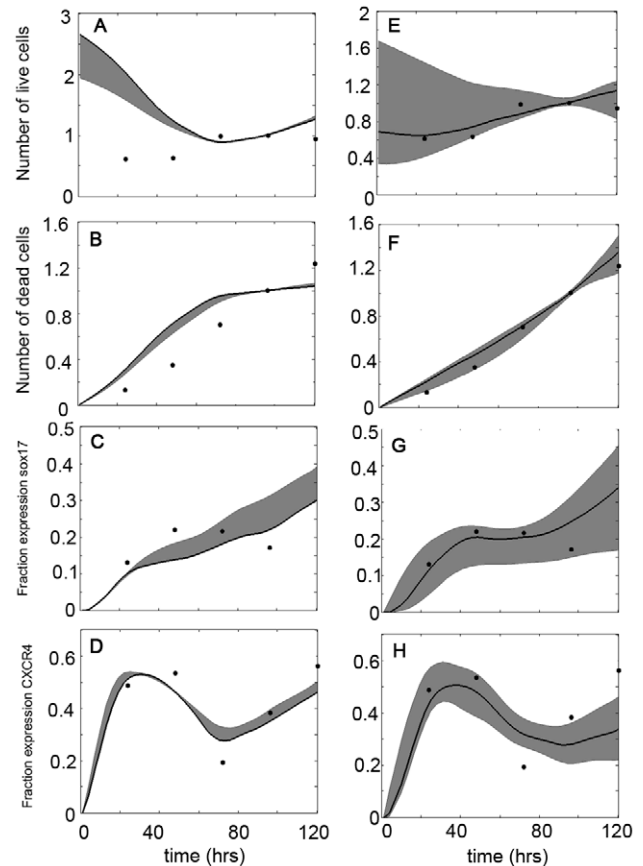 A
Number of live cells
3
2
1
0
E
2
1.6
1.2
0.8
0.4
0
B
Number of dead cells
1.6
1.2
0.8
0.4
0
F
1.6
1.2
0.8
0.4
0
C
Fraction expression sox17
0.5
0.4
0.3
0.2
0.1
0
G
0.5
0.4
0.3
0.2
0.1
0
D
Fraction expression CXCR4
0.6
0.4
0.2
0
0 40 80 120
time (hrs)
H
0.6
0.4
0.2
0
0 40 80 120
time (hrs)